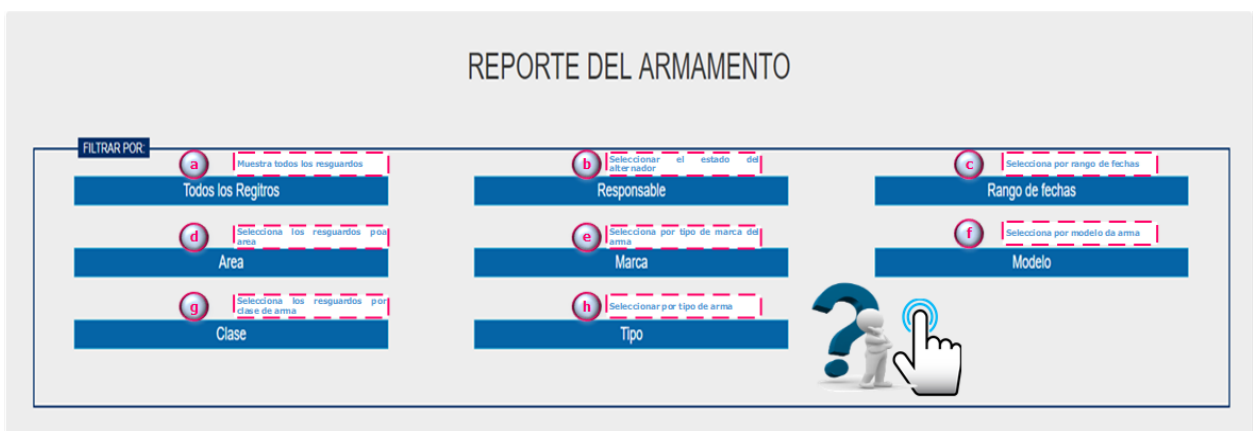 REPORTE DEL ARMAMENTO
FILTRAR POR:
a
Muestra todos los resguardos
Todos los Regitros
b
Seleccionar el estado del
alternador
Responsable
c
Selecciona por rango de fechas
Rango de fechas
d
Selecciona los resguardos poa
area
Area
e
Selecciona por tipo de marca del
arma
Marca
f
Selecciona por modelo da arma
Modelo
g
Selecciona los resguardos por
clase de arma
Clase
h
Seleccionar por tipo de arma
Tipo